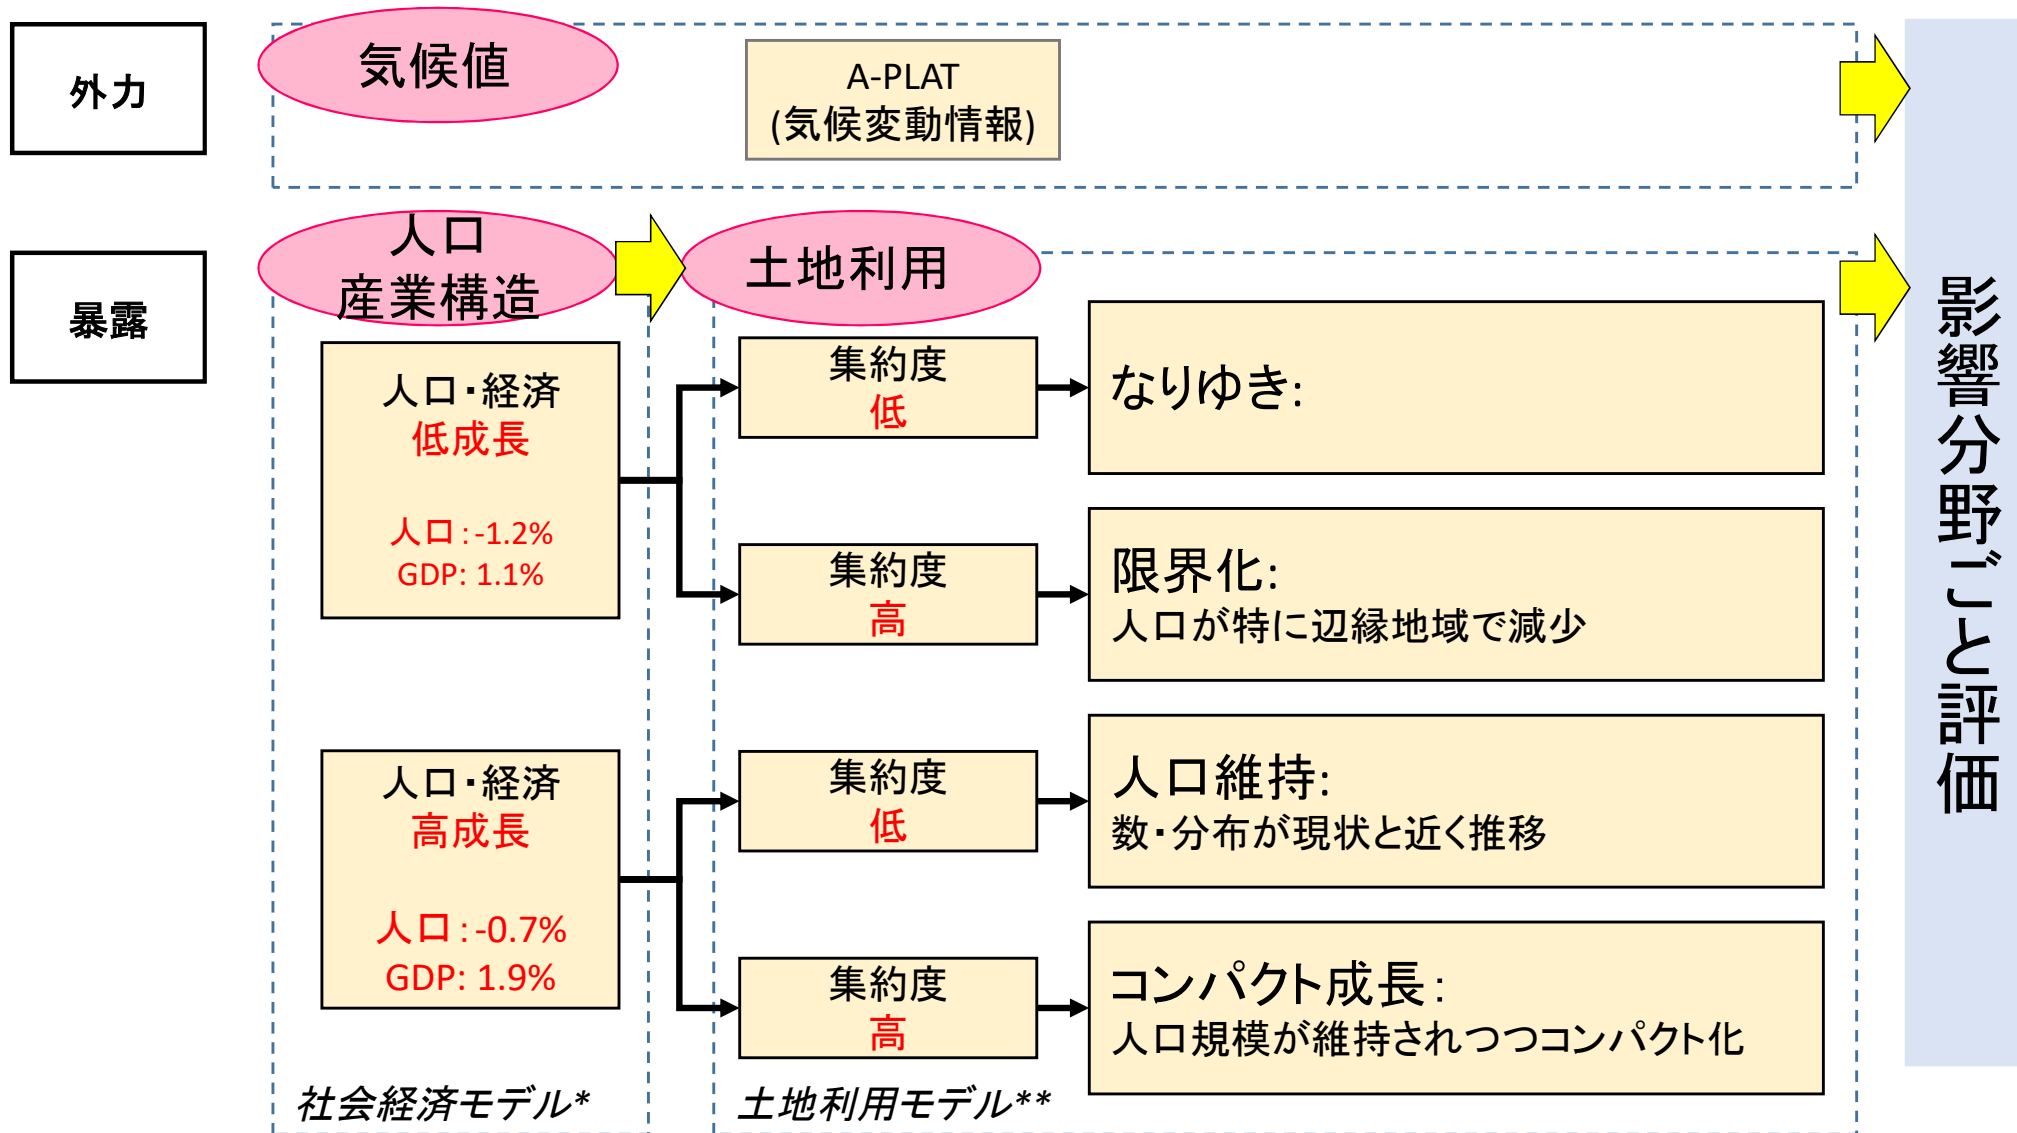 外力
気候値
A-PLAT
(気候変動情報)
暴露
人口
産業構造
土地利用
人口・経済
低成長
人口：-1.2%
GDP: 1.1%
集約度
低
なりゆき:
集約度
高
限界化:
人口が特に辺縁地域で減少
人口・経済
高成長
人口：-0.7%
GDP: 1.9%
集約度
低
人口維持:
数・分布が現状と近く推移
集約度
高
コンパクト成長：
人口規模が維持されつつコンパクト化
社会経済モデル*
土地利用モデル**
影響分野ごと評価